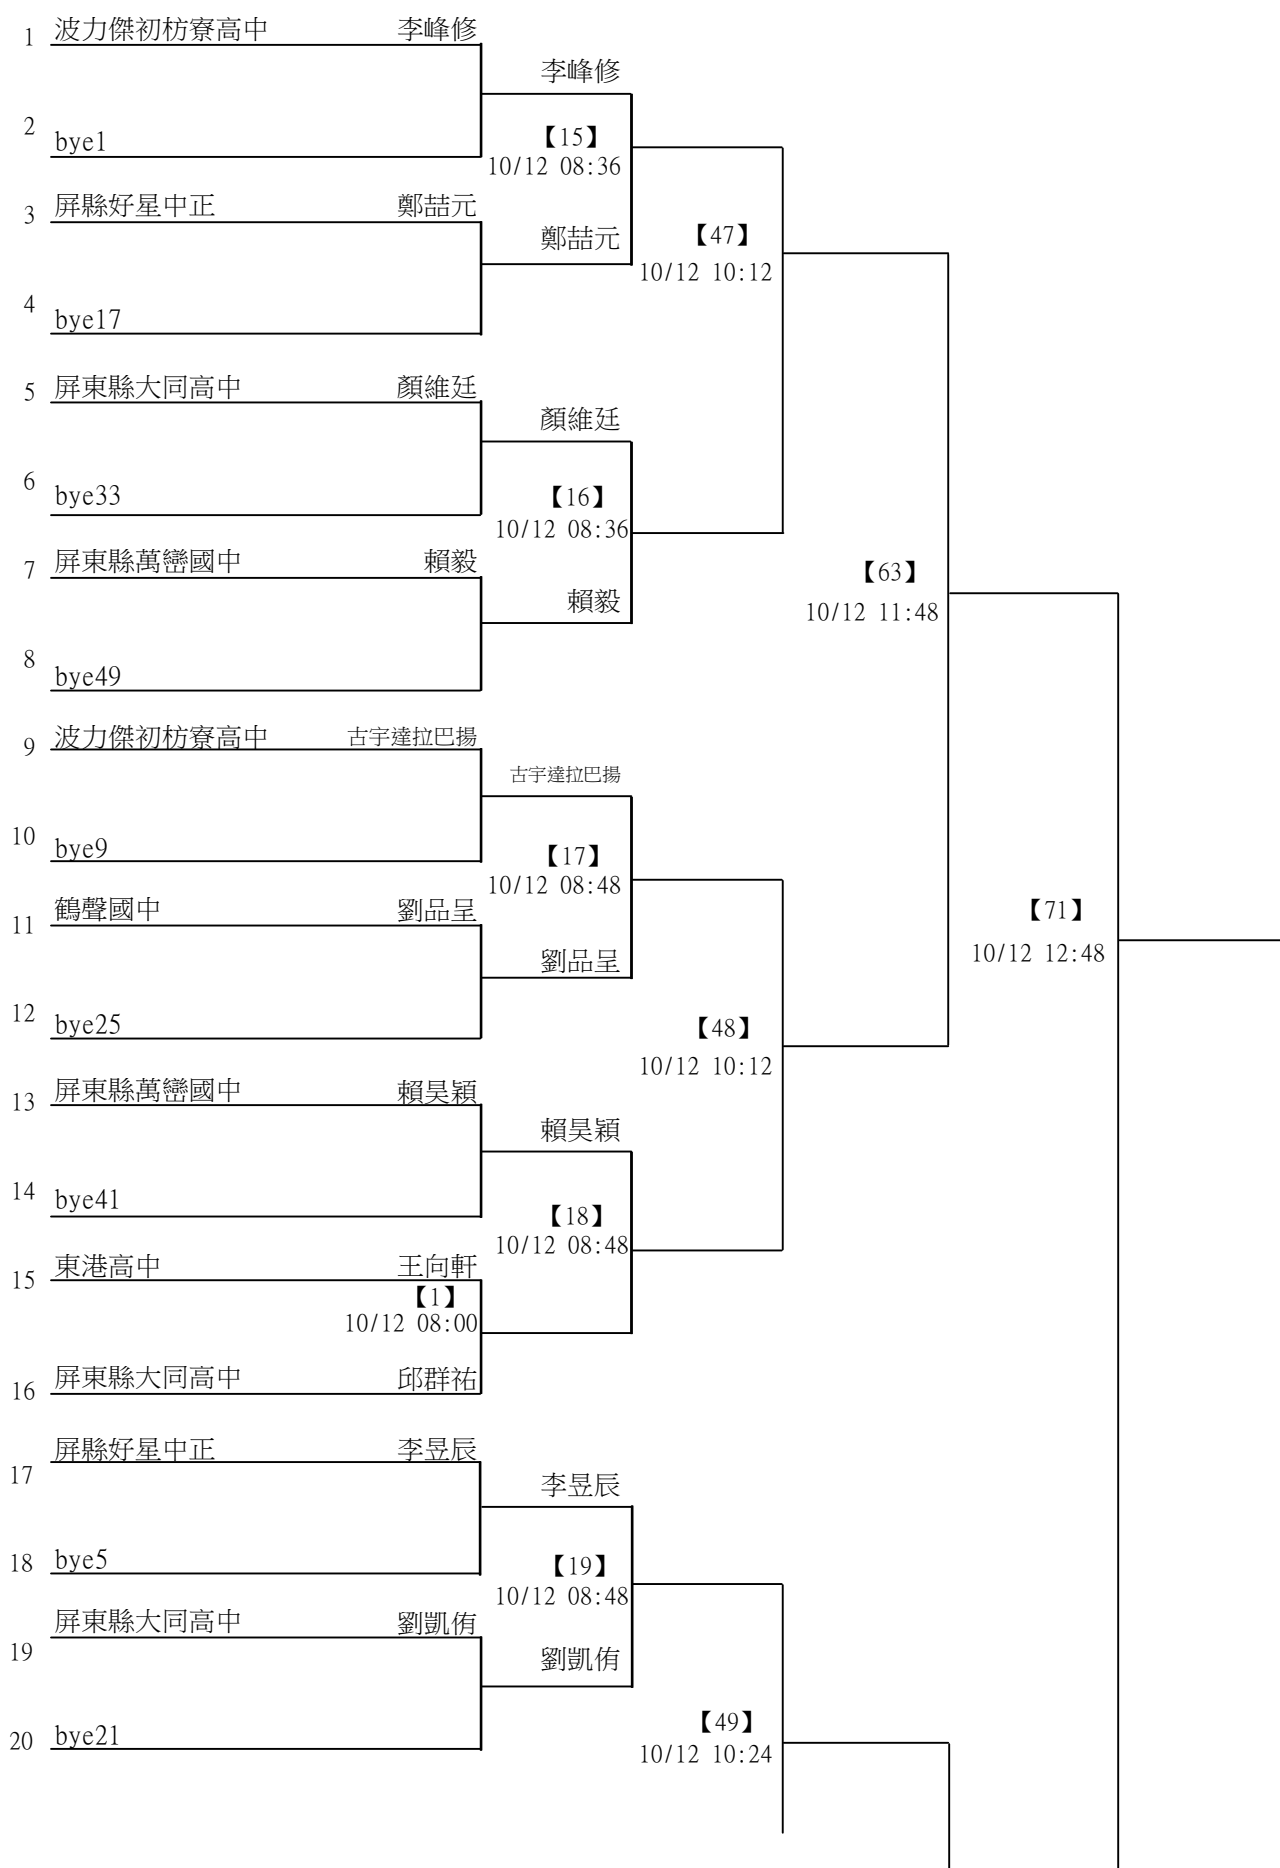 1 波力傑初枋寮高中 李峰修
李峰修
2 bye1
【15】
10/12 08:36
3 屏縣好星中正 鄭喆元
鄭喆元
【47】
10/12 10:12
4 bye17
5 屏東縣大同高中 顏維廷
顏維廷
6 bye33
【16】
10/12 08:36
7 屏東縣萬巒國中 賴毅
【63】
賴毅
10/12 11:48
8 bye49
9 波力傑初枋寮高中 古宇達拉巴揚
古宇達拉巴揚
10 bye9
【17】
10/12 08:48
11 鶴聲國中 劉品呈
【71】
10/12 12:48
劉品呈
12 bye25
【48】
10/12 10:12
13 屏東縣萬巒國中 賴昊穎
賴昊穎
14 bye41
【18】
10/12 08:48
15 東港高中 王向軒
【1】
10/12 08:00
16 屏東縣大同高中 邱群祐
17 屏縣好星中正 李昱辰
李昱辰
18 bye5
【19】
10/12 08:48
19 屏東縣大同高中 劉凱侑
劉凱侑
20 bye21
【49】
10/12 10:24